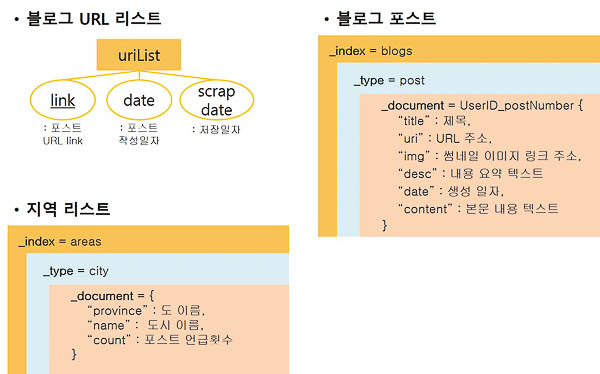 • 블로그 URL 리스트
uriList
link
date
scrap
date
: 포스트
URL link
: 포스트
작성일자
: 저장일자
• 지역 리스트
_index = areas
_type = city
_document = {
“province” : 도 이름,
“name” : 도시 이름,
“count” : 포스트 언급횟수
}
• 블로그 포스트
_index = blogs
_type = post
_document = UserID_postNumber {
“title” : 제목,
“uri” : URL 주소,
“img” : 썸네일 이미지 링크 주소,
“desc” : 내용 요약 텍스트
“date” : 생성 일자,
“content” : 본문 내용 텍스트
}